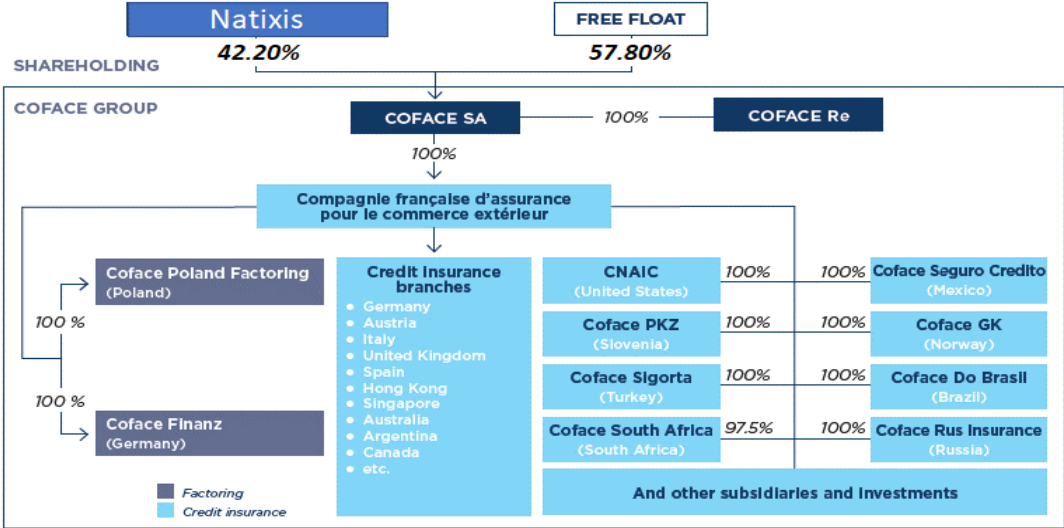 Natixis
FREE FLOAT
42.20%
57.80%
SHAREHOLDING
COFACE GROUP
COFACE SA
100%
COFACE Re
100%
Compagnie française d'assurance
pour le commerce extérieur
Coface Poland Factoring
(Poland)
100 %
100 %
Coface Finanz
(Germany)
Factoring
Credit insurance
Credit Insurance
branches
• Germany
• Austria
• Italy
• United Kingdom
• Spain
• Hong Kong
• Singapore
• Australia
• Argentina
• Canada
• etc.
CNAIC
(United States)
100%
100%
Coface Seguro Credito
(Mexico)
Coface PKZ
(Slovenia)
100%
100%
Coface GK
(Norway)
Coface Sigorta
(Turkey)
100%
100%
Coface Do Brasil
(Brazil)
Coface South Africa
(South Africa)
97.5%
100%
Coface Rus Insurance
(Russia)
And other subsidiaries and Investments